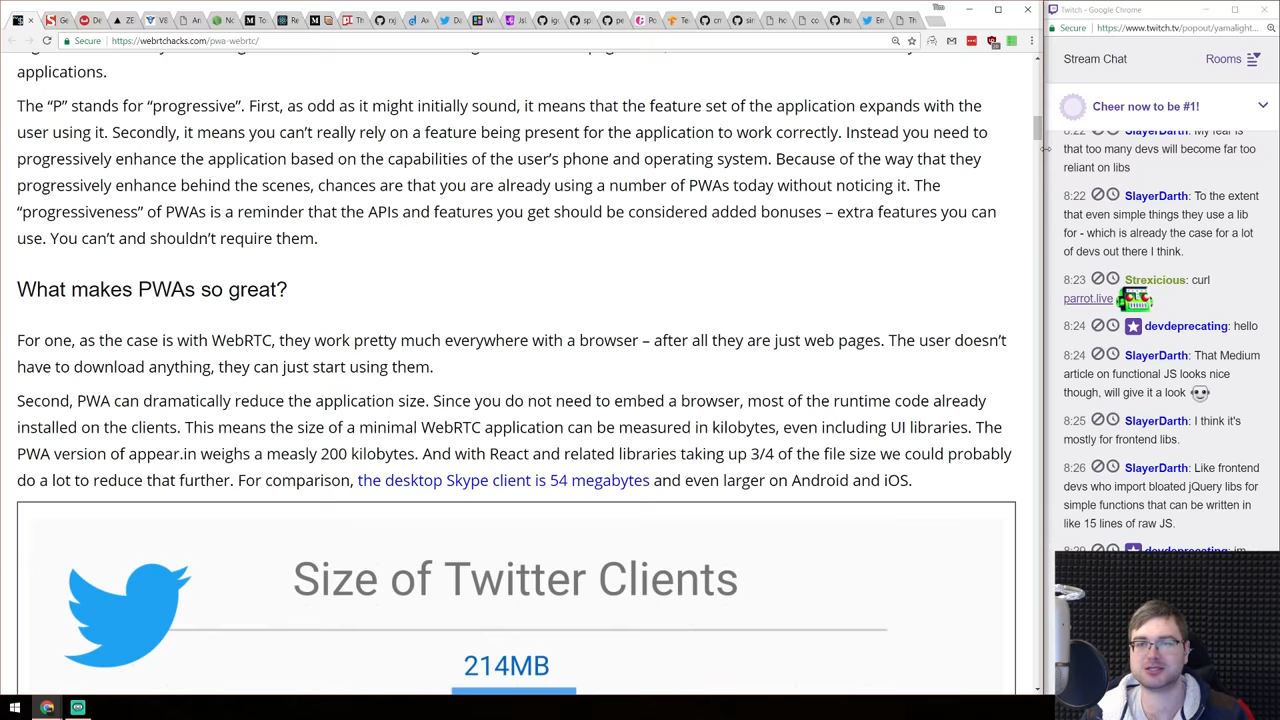 Secure
https://webrtchacks.com/pwa-webrtc/
applications.
The “P” stands for “progressive”. First, as odd as it might initially sound, it means that the feature set of the application expands with the
user using it. Secondly, it means you can’t really rely on a feature being present for the application to work correctly. Instead you need to
progressively enhance the application based on the capabilities of the user’s phone and operating system. Because of the way that they
progressively enhance behind the scenes, chances are that you are already using a number of PWAs today without noticing it. The
“progressiveness” of PWAs is a reminder that the APIs and features you get should be considered added bonuses – extra features you can
use. You can’t and shouldn’t require them.
What makes PWAs so great?
For one, as the case is with WebRTC, they work pretty much everywhere with a browser – after all they are just web pages. The user doesn’t
have to download anything, they can just start using them.
Second, PWA can dramatically reduce the application size. Since you do not need to embed a browser, most of the runtime code already
installed on the clients. This means the size of a minimal WebRTC application can be measured in kilobytes, even including UI libraries. The
PWA version of appear.in weighs a measly 200 kilobytes. And with React and related libraries taking up 3/4 of the file size we could probably
do a lot to reduce that further. For comparison, the desktop Skype client is 54 megabytes and even larger on Android and iOS.
Size of Twitter Clients
214MB
Twitch - Google Chrome
Secure
https://www.twitch.tv/popout/yamalight...
Stream Chat
Rooms
Cheer now to be #1!
8:22 SlayerDarth: My fear is
that too many devs will become far too
reliant on libs
8:22 SlayerDarth: To the extent
that even simple things they use a lib
for - which is already the case for a lot
of devs out there I think.
8:23 Strexicious: curl
parrot.live
8:24 devdeprecating: hello
8:24 SlayerDarth: That Medium
article on functional JS looks nice
though, will give it a look
8:25 SlayerDarth: I think it's
mostly for frontend libs.
8:26 SlayerDarth: Like frontend
devs who import bloated jQuery libs for
simple functions that can be written in
like 15 lines of raw JS.